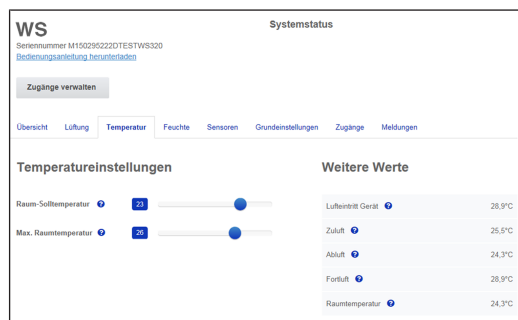 WS
Systemstatus
Seriennummer M150295222DTESTWS320
Bedienungsanleitung herunterladen
Zugänge verwalten
Übersicht Lüftung Temperatur Feuchte Sensoren Grundeinstellungen Zugänge Meldungen
Temperatureinstellungen
Raum-Solltemperatur ? 23
Max. Raumtemperatur ? 26
Weitere Werte
Lufteintritt Gerät ? 28,9°C
Zuluft ? 25,5°C
Abluft ? 24,3°C
Fortluft ? 28,9°C
Raumtemperatur ? 24,3°C